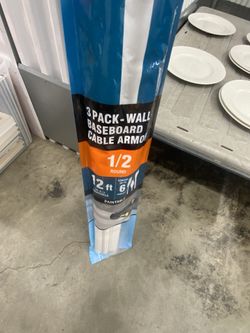 3 PACK-WALL
BASEBOARD
CABLE ARMOR
1/2
ROUND
12 ft
6
PAINTABLE